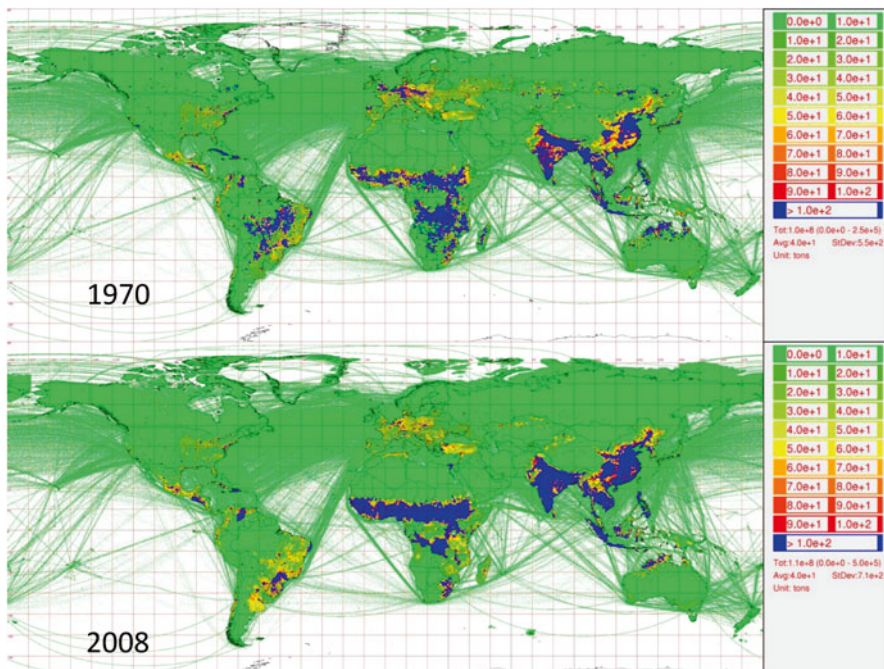 0.0e+0 1.0e+1
1.0e+1 2.0e+1
2.0e+1 3.0e+1
3.0e+1 4.0e+1
4.0e+1 5.0e+1
5.0e+1 6.0e+1
6.0e+1 7.0e+1
7.0e+1 8.0e+1
8.0e+1 9.0e+1
9.0e+1 1.0e+2
> 1.0e+2
Tot:1.0e+8 (0.0e+0 - 2.5e+5)
Avg:4.0e+1 StDev:5.5e+2
Unit: tons
1970
0.0e+0 1.0e+1
1.0e+1 2.0e+1
2.0e+1 3.0e+1
3.0e+1 4.0e+1
4.0e+1 5.0e+1
5.0e+1 6.0e+1
6.0e+1 7.0e+1
7.0e+1 8.0e+1
8.0e+1 9.0e+1
9.0e+1 1.0e+2
> 1.0e+2
Tot:1.1e+8 (0.0e+0 - 5.0e+5)
Avg:4.0e+1 StDev:7.1e+2
Unit: tons
2008